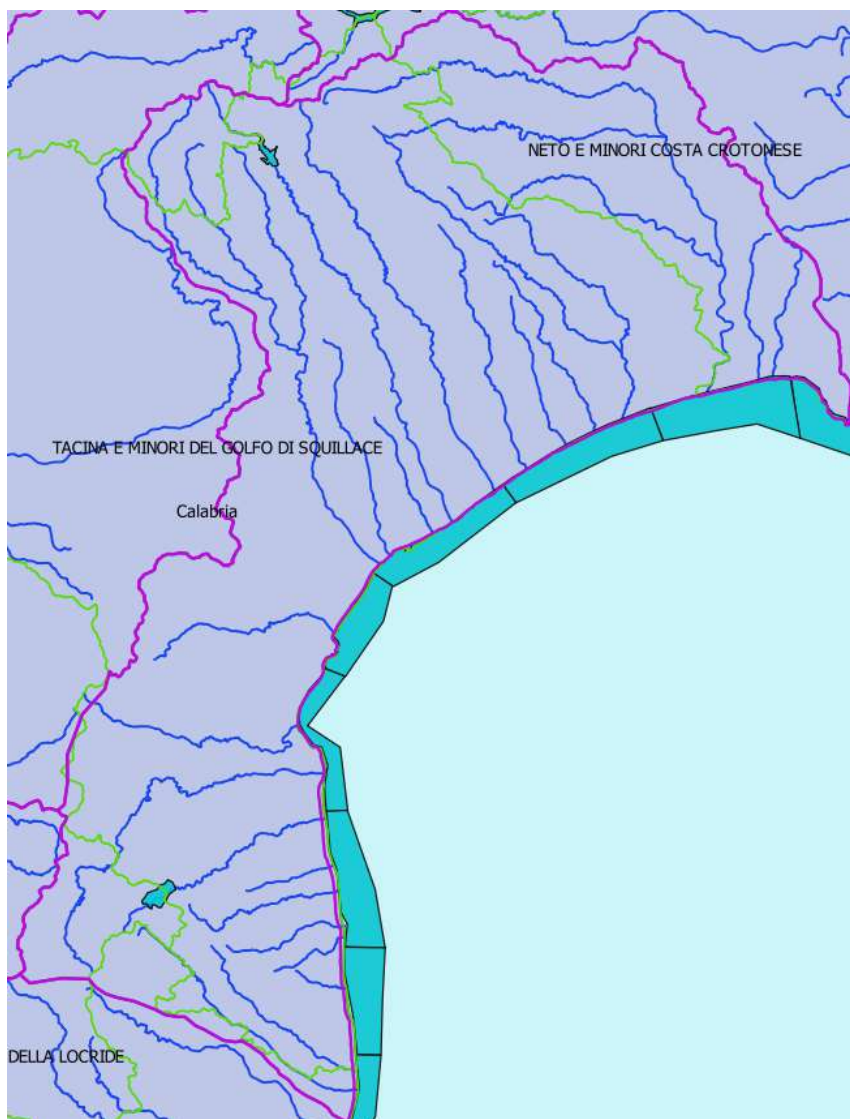 NETO E MINORI COSTA CROTONESE
TACINA E MINORI DEL GOLFO DI SQUILLACE
Calabria
DELLA LOCRIDE